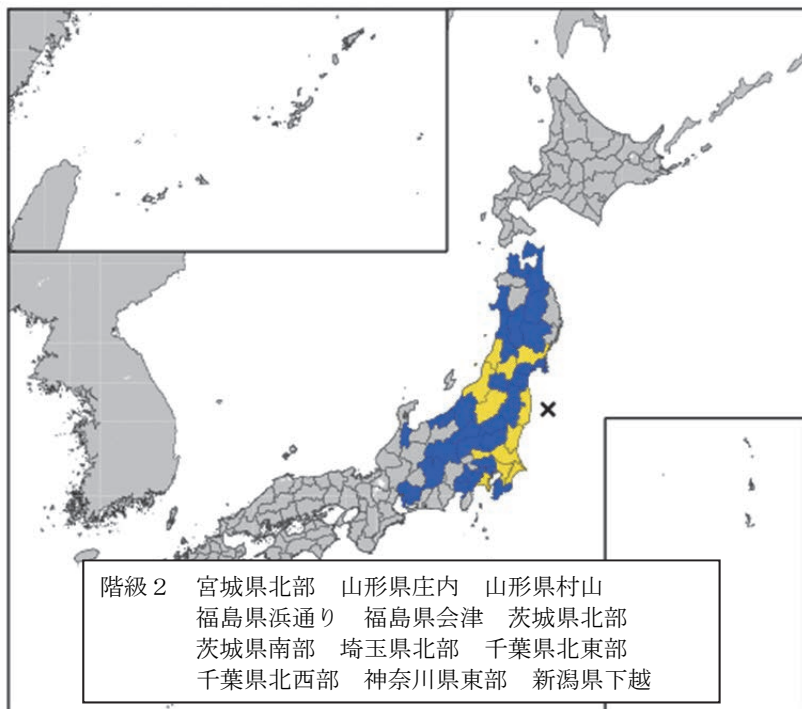 階級２　宮城県北部　山形県庄内　山形県村山
福島県浜通り　福島県会津　茨城県北部
茨城県南部　埼玉県北部　千葉県北東部
千葉県北西部　神奈川県東部　新潟県下越